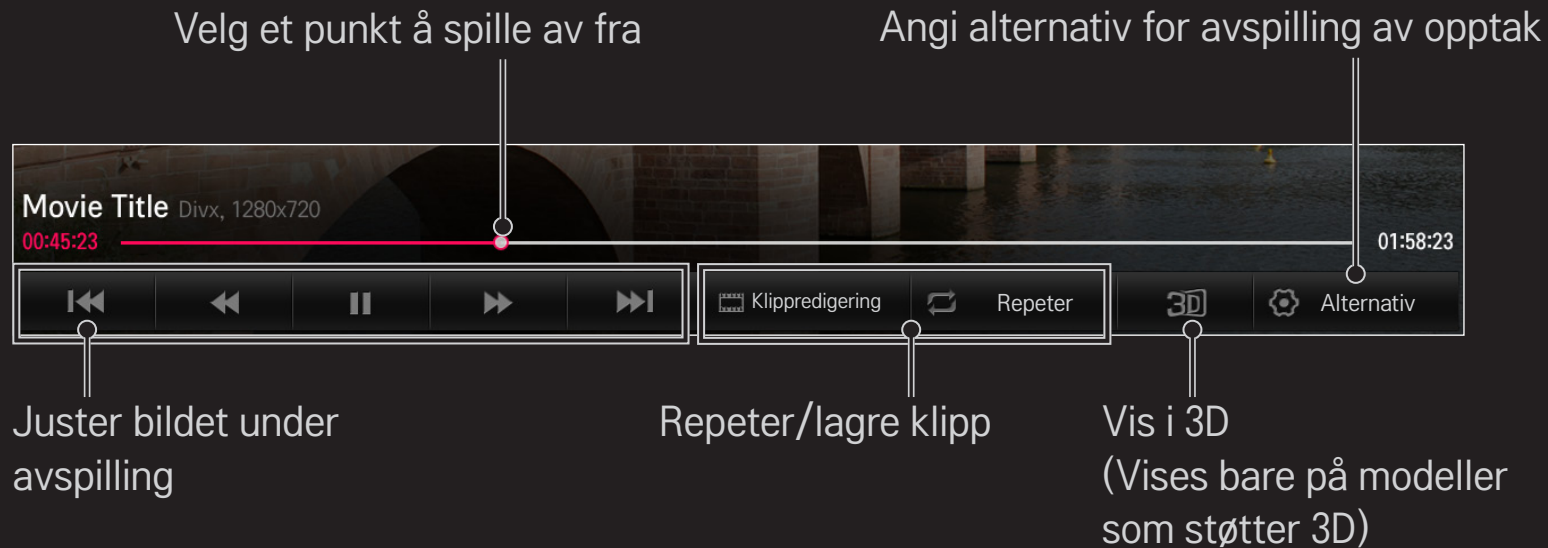 Velg et punkt å spille av fra
Angi alternativ for avspilling av opptak
Movie Title Divx, 1280x720
00:45:23
01:58:23
Klippredigering
Repeter
3D
Alternativ
Juster bildet under
avspilling
Repeter/lagre klipp
Vis i 3D
(Vises bare på modeller
som støtter 3D)